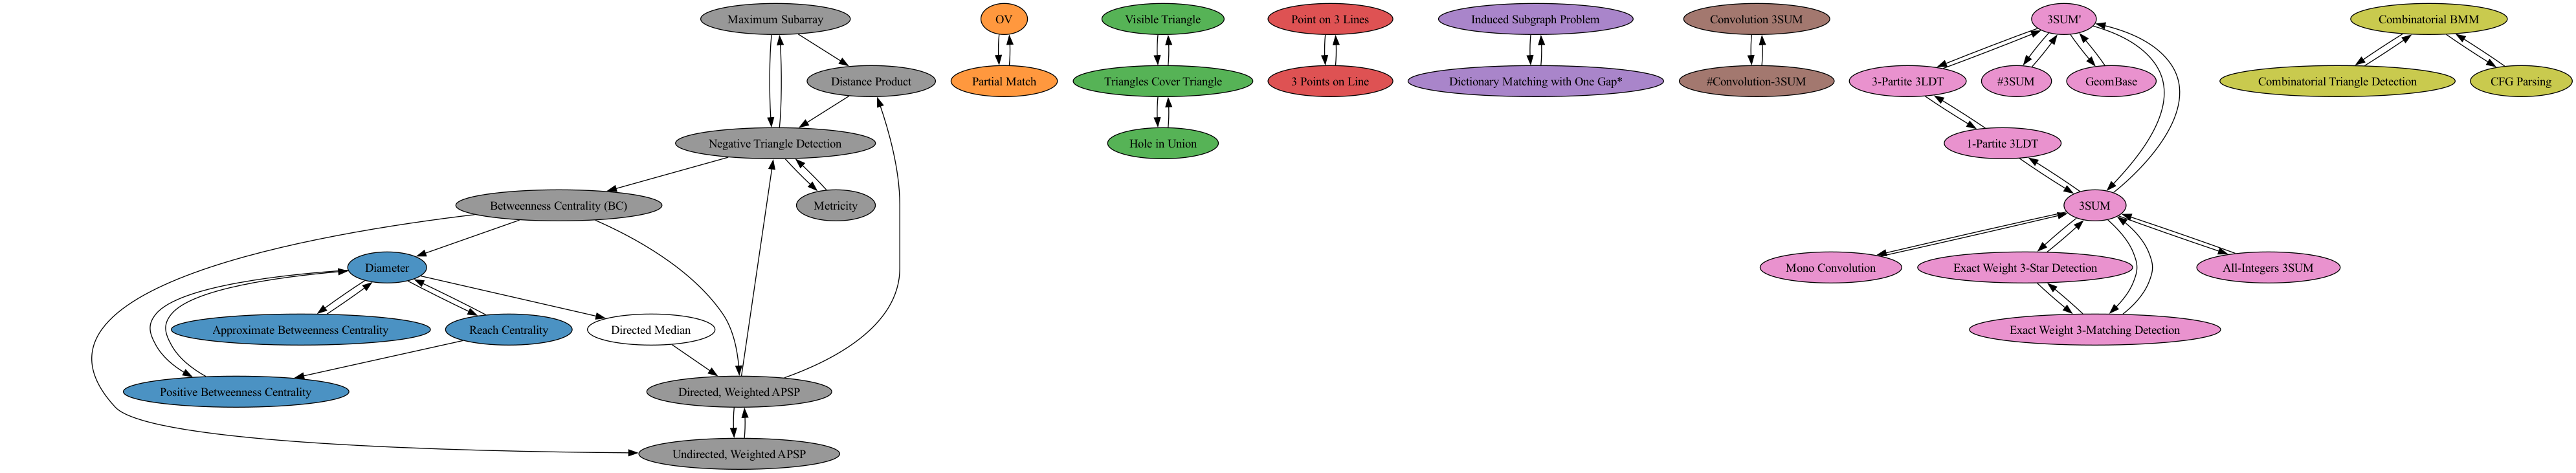 Maximum Subarray
OV
Visible Triangle
Point on 3 Lines
Induced Subgraph Problem
Convolution 3SUM
3SUM'
Combinatorial BMM
Distance Product
Partial Match
Triangles Cover Triangle
3 Points on Line
Dictionary Matching with One Gap*
#Convolution-3SUM
3-Partite 3LDT
#3SUM
GeomBase
Combinatorial Triangle Detection
CFG Parsing
Negative Triangle Detection
Hole in Union
1-Partite 3LDT
Betweenness Centrality (BC)
Metricity
3SUM
Diameter
Mono Convolution
Exact Weight 3-Star Detection
All-Integers 3SUM
Approximate Betweenness Centrality
Reach Centrality
Directed Median
Exact Weight 3-Matching Detection
Positive Betweenness Centrality
Directed, Weighted APSP
Undirected, Weighted APSP